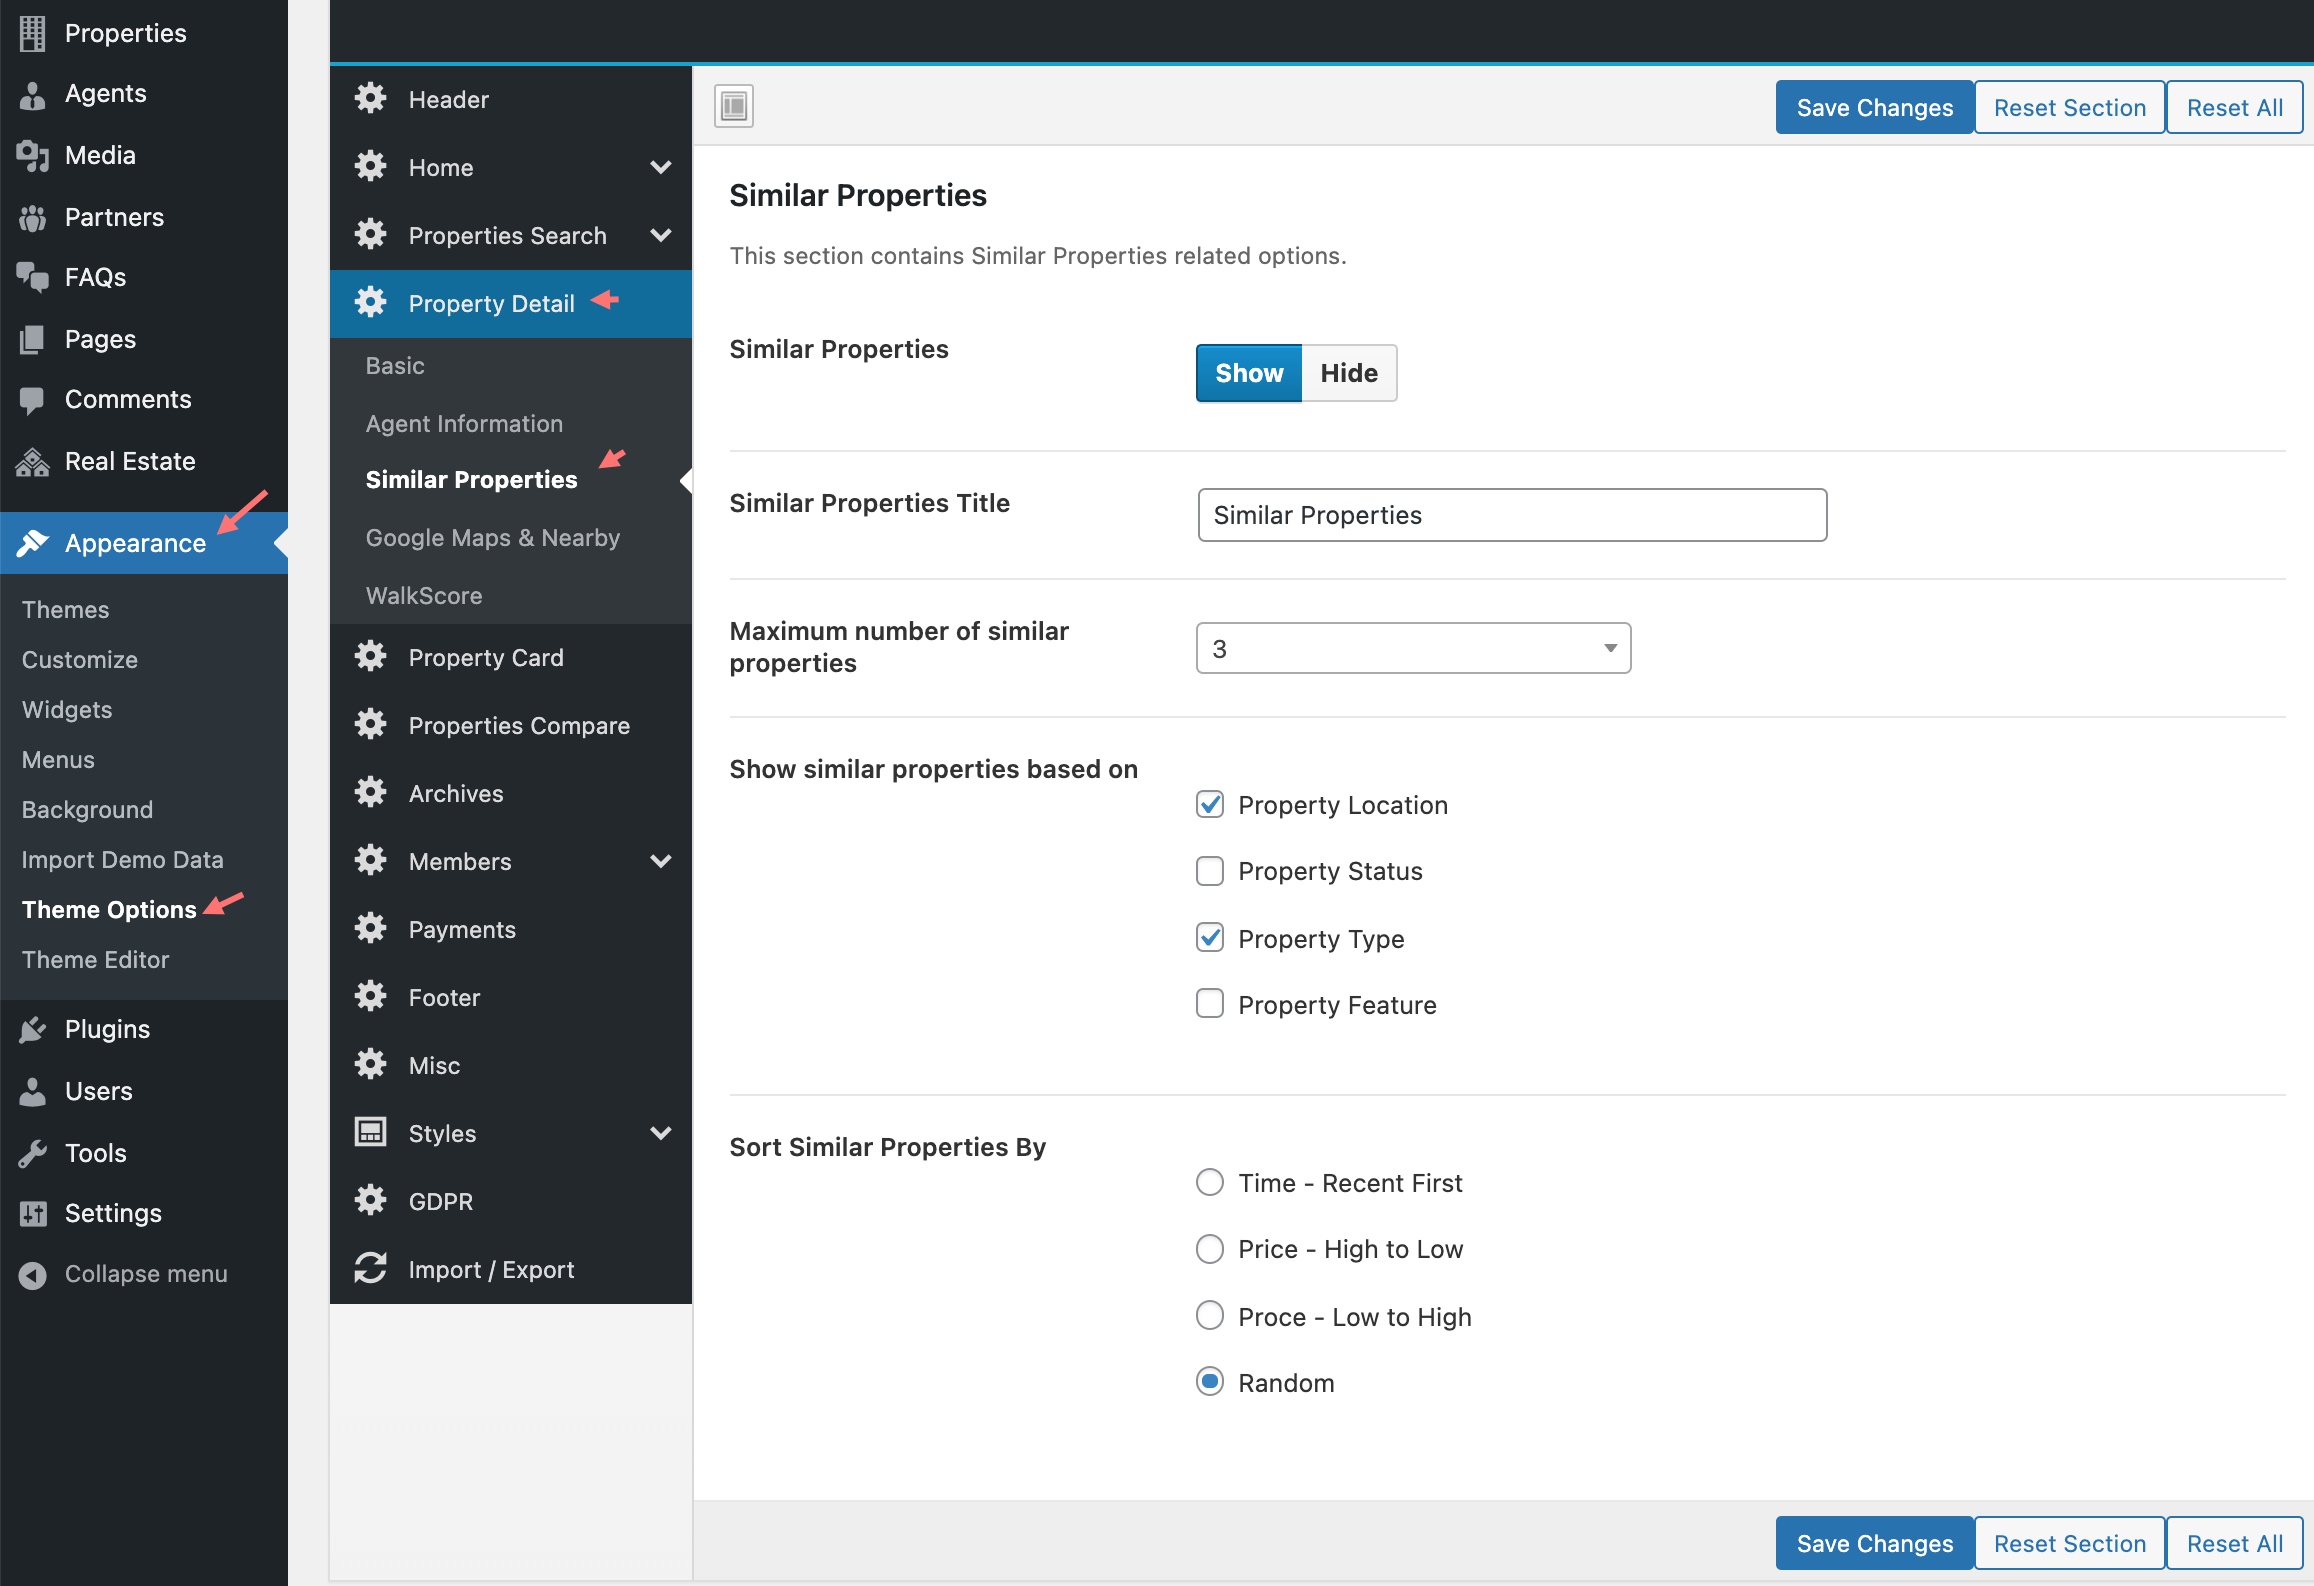 Properties
Agents
Media
Partners
FAQs
Pages
Comments
Real Estate
Appearance
Themes
Customize
Widgets
Menus
Background
Import Demo Data
Theme Options
Theme Editor
Plugins
Users
Tools
Settings
Collapse menu
Header
Home
Properties Search
Property Detail
Basic
Agent Information
Similar Properties
Google Maps & Nearby
WalkScore
Property Card
Properties Compare
Archives
Members
Payments
Footer
Misc
Styles
GDPR
Import / Export
Save Changes Reset Section Reset All
Similar Properties
This section contains Similar Properties related options.
Similar Properties
Show Hide
Similar Properties Title
Similar Properties
Maximum number of similar
properties
3
Show similar properties based on
Property Location
Property Status
Property Type
Property Feature
Sort Similar Properties By
Time - Recent First
Price - High to Low
Proce - Low to High
Random
Save Changes Reset Section Reset All